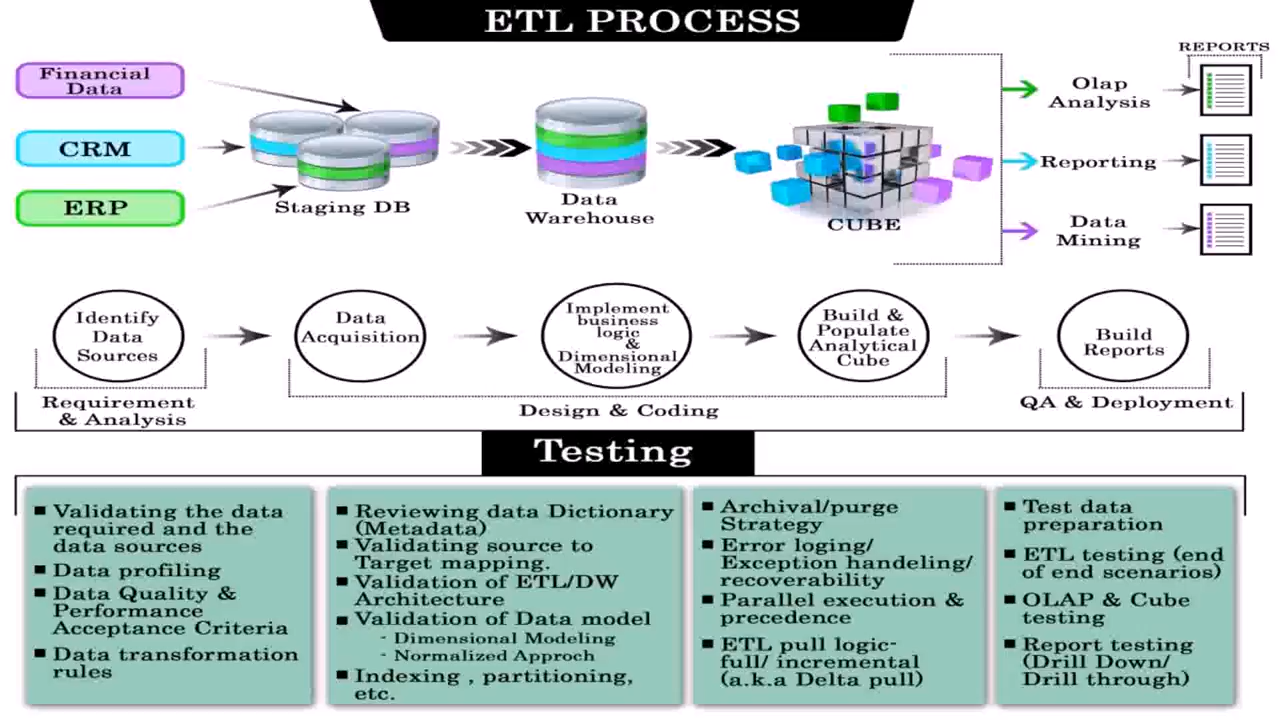 ETL PROCESS
REPORTS
Financial
Data
CRM
ERP
Staging DB
Data
Warehouse
CUBE
Olap
Analysis
Reporting
Data
Mining
Identify
Data
Sources
Data
Acquisition
Implement
business
logic
&
Dimensional
Modeling
Build &
Populate
Analytical
Cube
Build
Reports
Requirement
& Analysis
Design & Coding
QA & Deployment
Testing
Validating the data
required and the
data sources
Data profiling
Data Quality &
Performance
Acceptance Criteria
Data transformation
rules
Reviewing data Dictionary
(Metadata)
Validating source to
Target mapping.
Validation of ETL/DW
Architecture
Validation of Data model
- Dimensional Modeling
- Normalized Approch
Indexing , partitioning,
etc.
Archival/purge
Strategy
Error loging/
Exception handeling/
recoverability
Parallel execution &
precedence
ETL pull logic-
full/ incremental
(a.k.a Delta pull)
Test data
preparation
ETL testing (end
of end scenarios)
OLAP & Cube
testing
Report testing
(Drill Down/
Drill through)